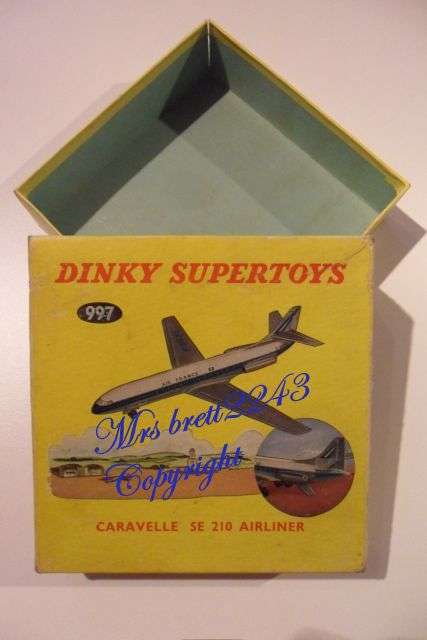 DINKY SUPERTOYS
997
AIR FRANCE
Mrs brett2243
Copyright
CARAVELLE SE 210 AIRLINER